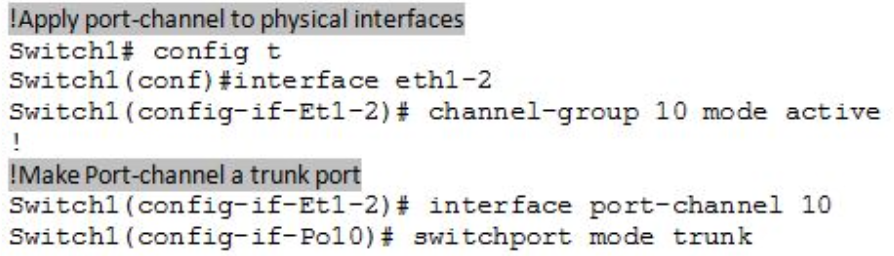 !Apply port-channel to physical interfaces
Switch1# config t
Switch1(conf)#interface eth1-2
Switch1(config-if-Et1-2)# channel-group 10 mode active
!
!Make Port-channel a trunk port
Switch1(config-if-Et1-2)# interface port-channel 10
Switch1(config-if-Po10)# switchport mode trunk